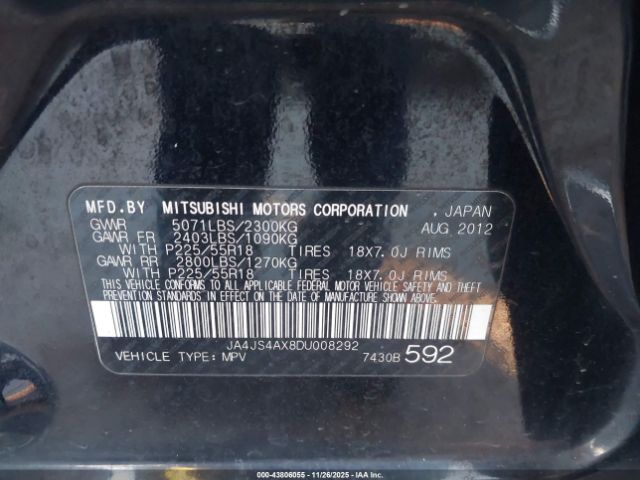 MFD.BY MITSUBISHI MOTORS CORPORATION , JAPAN
GVWR 5071LBS/2300KG AUG,2012
GAWR FR 2403LBS/1090KG
WITH P225/55R18 TIRES 18X7.0J RIMS
GAWR RR 2800LBS/1270KG
WITH P225/55R18 TIRES 18X7.0J RIMS
THIS VEHICLE CONFORMS TO ALL APPLICABLE FEDERAL MOTOR VEHICLE SAFETY AND THEFT
PREVENTION STANDARDS IN EFFECT ON THE DATE OF MANUFACTURE SHOWN ABOVE.
JA4JS4AX8DU008292
VEHICLE TYPE:MPV 7430B 592
000-43806055 - 11/26/2025 - IAA Inc.